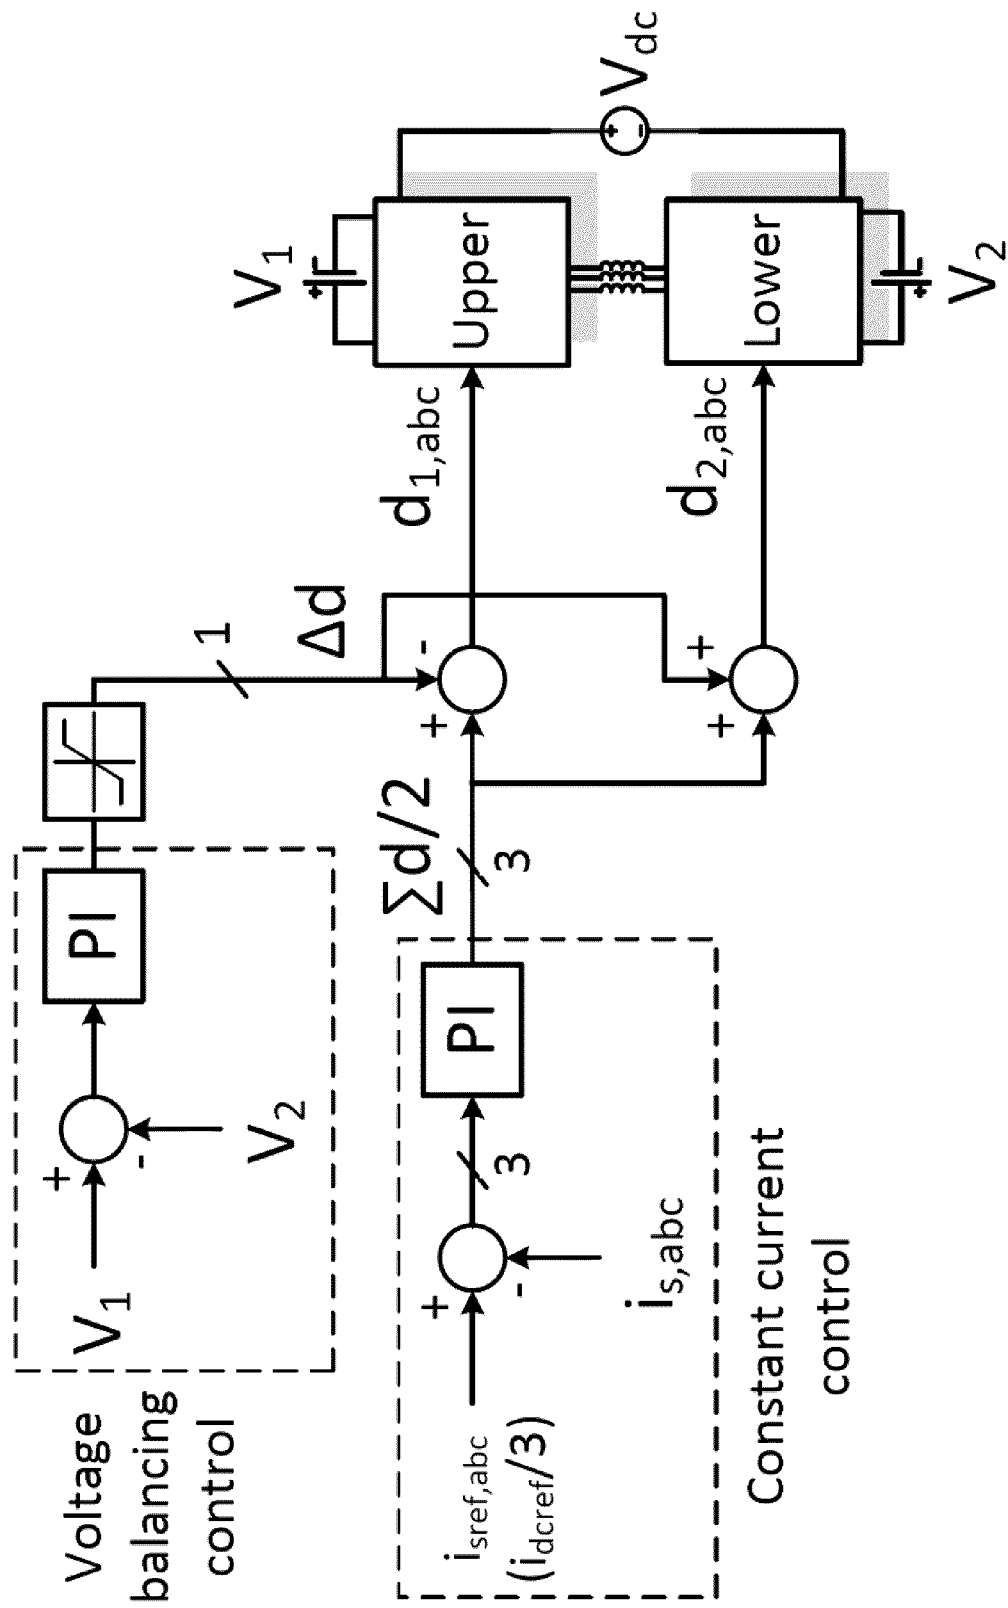 Voltage
balancing
control
V1
+
-
V2
PI
1
Δd
isref,abc
(idcref/3)
+
-
is,abc
3
PI
Σd/2
3
+
-
+
+
d1,abc
d2,abc
V1
+
-
Upper
Lower
+
-
V2
+
-
Vdc
Constant current
control